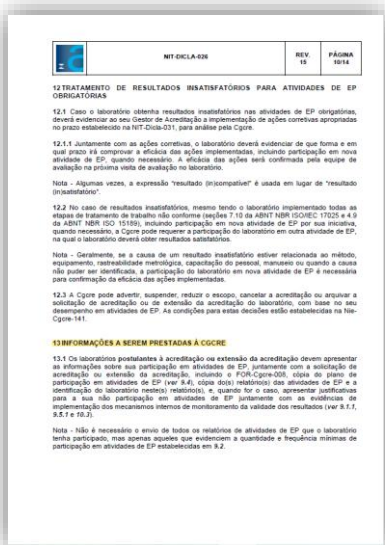 NIT-DICLA-026
REV.
15
PÁGINA
10/14
12 TRATAMENTO DE RESULTADOS INSATISFATÓRIOS PARA ATIVIDADES DE EP
OBRIGATÓRIAS
12.1 Caso o laboratório obtenha resultados insatisfatórios nas atividades de EP obrigatórias,
deverá evidenciar ao seu Gestor de Acreditação a implementação de ações corretivas apropriadas
no prazo estabelecido na NIT-Dicla-031, para análise pela Cgcre.
12.1.1 Juntamente com as ações corretivas, o laboratório deverá evidenciar de que forma e em
qual prazo irá comprovar a eficácia das ações implementadas, incluindo participação em nova
atividade de EP, quando necessário. A eficácia das ações será confirmada pela equipe de
avaliação na próxima visita de avaliação no laboratório.
Nota - Algumas vezes, a expressão "resultado (in)compatível" é usada em lugar de "resultado
(in)satisfatório".
12.2 No caso de resultados insatisfatórios, mesmo tendo o laboratório implementado todas as
etapas de tratamento de trabalho não conforme (seções 7.10 da ABNT NBR ISO/IEC 17025 e 4.9
da ABNT NBR ISO 15189), incluindo participação em nova atividade de EP por sua iniciativa,
quando necessário, a Cgcre pode requerer a participação do laboratório em outra atividade de EP,
na qual o laboratório deverá obter resultados satisfatórios.
Nota - Geralmente, se a causa de um resultado insatisfatório estiver relacionada ao método,
equipamento, rastreabilidade metrológica, capacitação do pessoal, manuseio ou quando a causa
não puder ser identificada, a participação do laboratório em nova atividade de EP é necessária
para confirmação da eficácia das ações implementadas.
12.3 A Cgcre pode advertir, suspender, reduzir o escopo, cancelar a acreditação ou arquivar a
solicitação de acreditação ou de extensão da acreditação do laboratório, com base no seu
desempenho em atividades de EP. As condições para estas decisões estão estabelecidas na Nie-
Cgcre-141.
13 INFORMAÇÕES A SEREM PRESTADAS À CGCRE
13.1 Os laboratórios postulantes à acreditação ou extensão da acreditação devem apresentar
as informações sobre sua participação em atividades de EP, juntamente com a solicitação de
acreditação ou extensão da acreditação, incluindo o FOR-Cgcre-008, cópia do plano de
participação em atividades de EP (ver 9.4), cópia do(s) relatório(s) das atividades de EP e a
identificação do laboratório neste(s) relatório(s), e, quando for o caso, apresentar justificativas
para a sua não participação em atividades de EP juntamente com as evidências de
implementação dos mecanismos internos de monitoramento da validade dos resultados (ver 9.1.1,
9.5.1 e 10.3).
Nota - Não é necessário o envio de todos os relatórios de atividades de EP que o laboratório
tenha participado, mas apenas aqueles que evidenciem a quantidade e frequência mínimas de
participação em atividades de EP estabelecidas em 9.2.